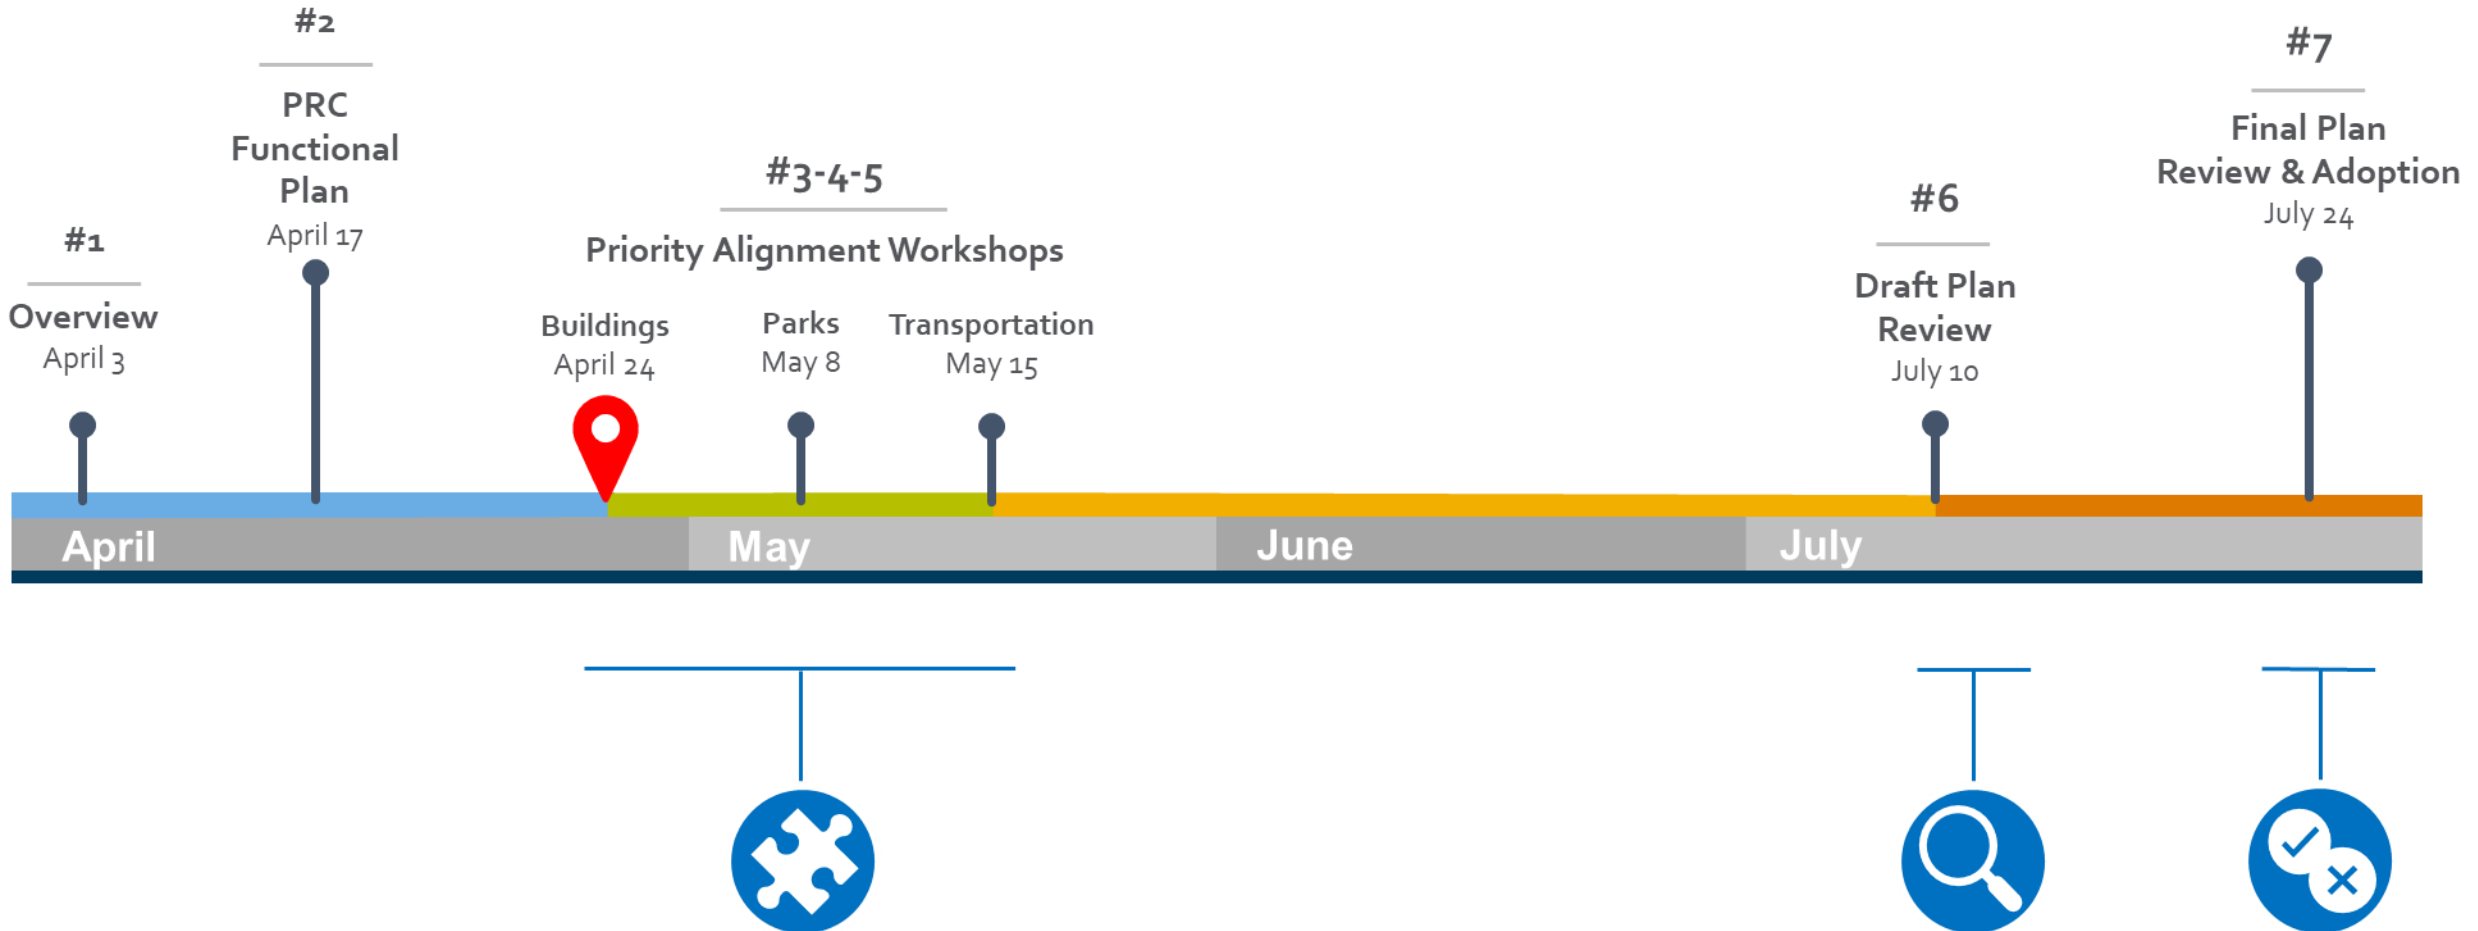 #1
Overview
April 3
#2
PRC
Functional
Plan
April 17
#3-4-5
Priority Alignment Workshops
Buildings
April 24
Parks
May 8
Transportation
May 15
#6
Draft Plan
Review
July 10
#7
Final Plan
Review & Adoption
July 24
April
May
June
July